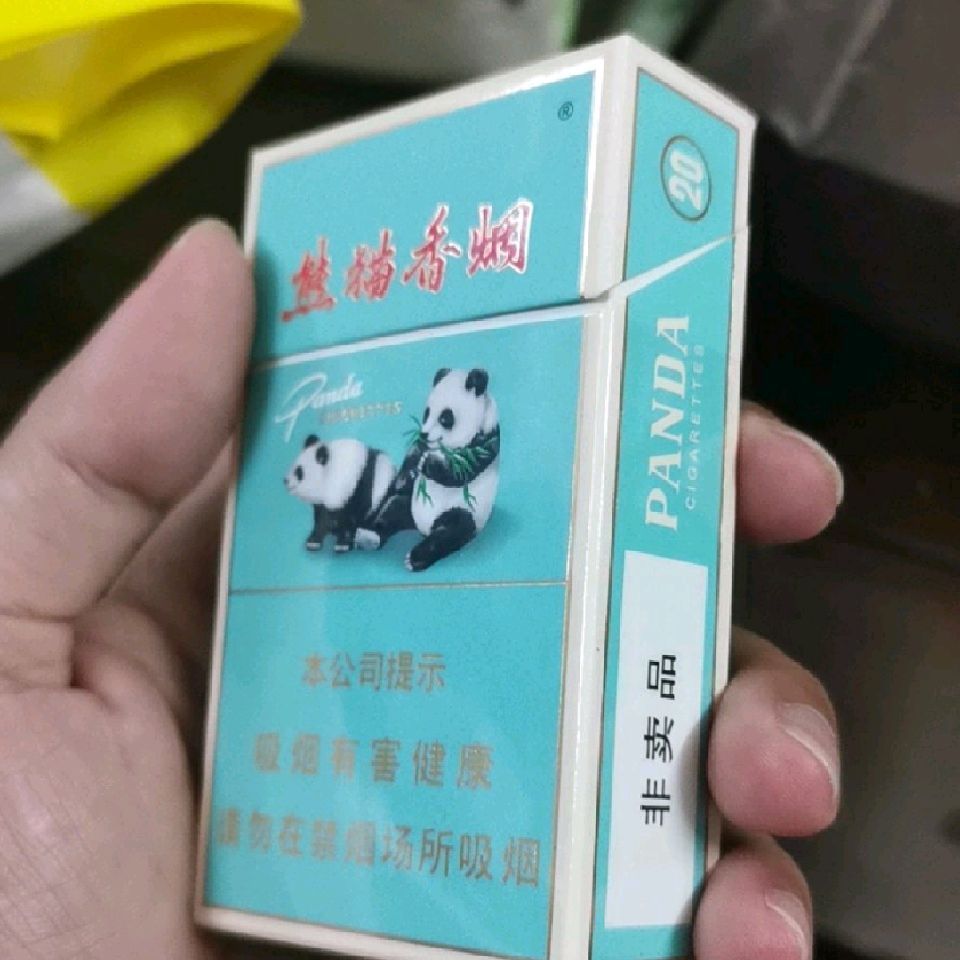 ®
熊猫香烟
Panda
CIGARETTES
本公司提示
吸烟有害健康
请勿在禁烟场所吸烟
20
PANDA
CIGARETTES
非卖品